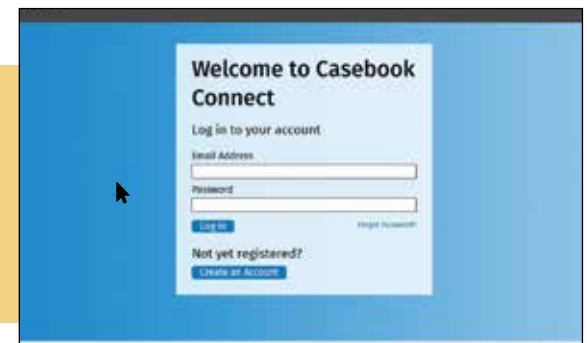 Welcome to Casebook
Connect
Log in to your account
Email Address
Password
Log In
Forgot Password?
Not yet registered?
Create an Account